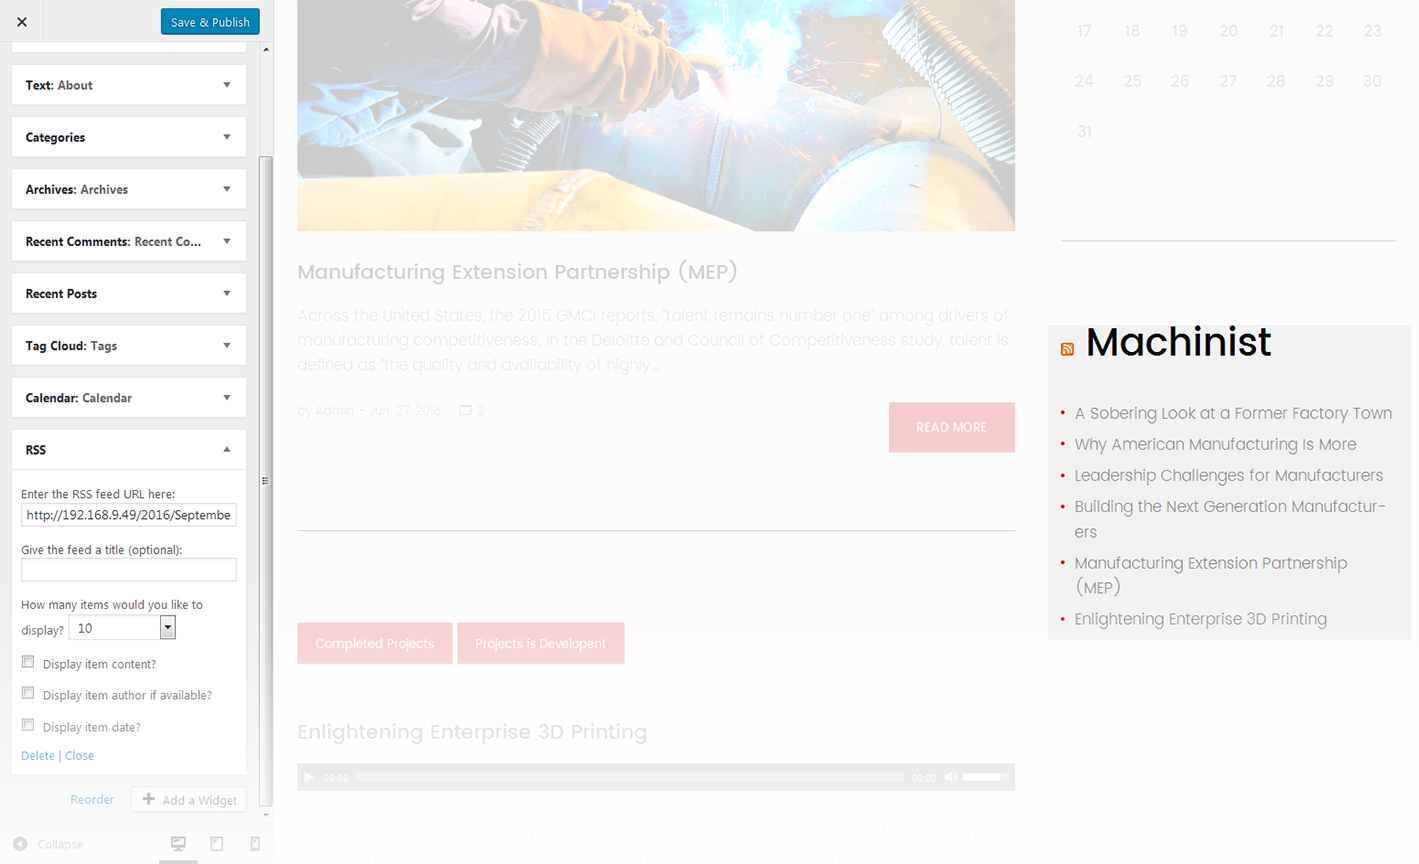 Save & Publish
Text: About
Categories
Archives: Archives
Recent Comments: Recent Co...
Recent Posts
Tag Cloud: Tags
Calendar: Calendar
RSS
Enter the RSS feed URL here:
http://192.168.9.49/2016/Septembe
Give the feed a title (optional):
How many items would you like to
display? 10
Display item content?
Display item author if available?
Display item date?
Delete | Close
Reorder
Add a Widget
Collapse
Manufacturing Extension Partnership (MEP)
Across the United States, the 2016 GMCI reports, "talent remains number one" among drivers of
manufacturing competitiveness. In the Deloitte and Council of Competitiveness study, talent is
defined as "the quality and availability of highly...
by Admin - Jun. 27, 2016 2
READ MORE
Completed Projects Projects is Developent
Enlightening Enterprise 3D Printing
00:00 00:00
17 18 19 20 21 22 23
24 25 26 27 28 29 30
31
Machinist
• A Sobering Look at a Former Factory Town
• Why American Manufacturing Is More
• Leadership Challenges for Manufacturers
• Building the Next Generation Manufactur-
ers
• Manufacturing Extension Partnership
(MEP)
• Enlightening Enterprise 3D Printing